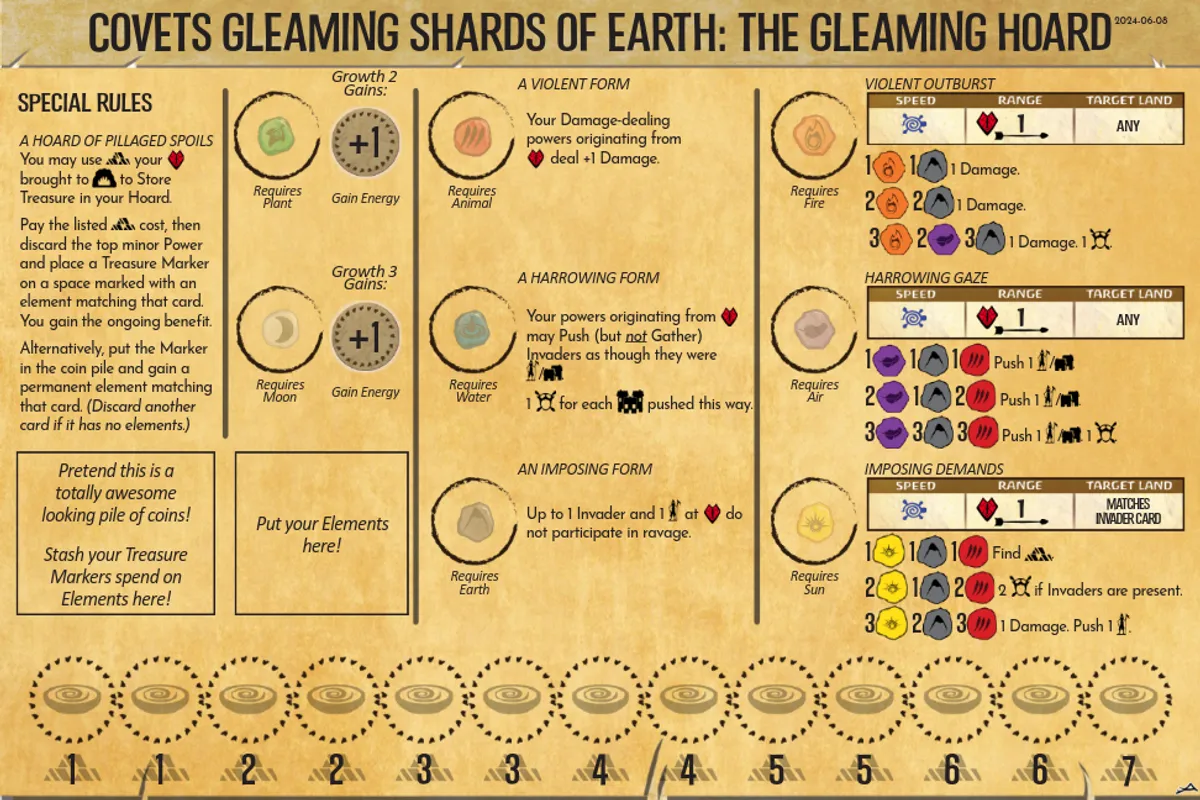 COVETS GLEAMING SHARDS OF EARTH: THE GLEAMING HOARD
2024-06-08
SPECIAL RULES
A HOARD OF PILLAGED SPOILS
You may use your
brought to to Store
Treasure in your Hoard.
Pay the listed cost, then
discard the top minor Power
and place a Treasure Marker
on a space marked with an
element matching that card.
You gain the ongoing benefit.
Alternatively, put the Marker
in the coin pile and gain a
permanent element matching
that card. (Discard another
card if it has no elements.)
Pretend this is a
totally awesome
looking pile of coins!
Stash your Treasure
Markers spend on
Elements here!
Growth 2
Gains:
+1
Requires
Plant
Gain Energy
Growth 3
Gains:
+1
Requires
Moon
Gain Energy
Put your Elements
here!
A VIOLENT FORM
Your Damage-dealing
powers originating from
deal +1 Damage.
Requires
Animal
A HARROWING FORM
Your powers originating from
may Push (but not Gather)
Invaders as though they were
/
1 for each pushed this way.
Requires
Water
AN IMPOSING FORM
Up to 1 Invader and 1 at do
not participate in ravage.
Requires
Earth
VIOLENT OUTBURST
SPEED RANGE TARGET LAND
1 ANY
Requires
Fire
1 1 1 Damage.
2 2 1 Damage.
3 2 3 1 Damage. 1 .
HARROWING GAZE
SPEED RANGE TARGET LAND
1 ANY
Requires
Air
1 1 1 Push 1 /
2 1 2 Push 1 /
3 3 3 Push 1 / 1
IMPOSING DEMANDS
SPEED RANGE TARGET LAND
1 MATCHES
INVADER CARD
Requires
Sun
1 1 1 Find .
2 1 2 2 if Invaders are present.
3 2 3 1 Damage. Push 1 .
1 1 2 2 3 3 4 4 5 5 6 6 7